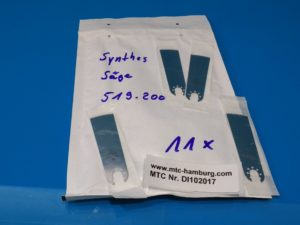 Synthes
Säge
519.200
11x
www.mtc-hamburg.com
MTC Nr. DI102017